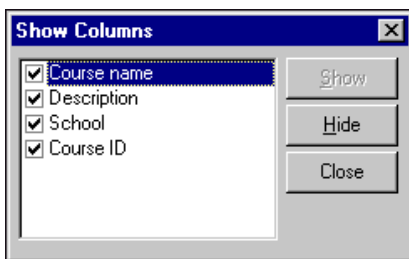 Show Columns
Course name
Description
School
Course ID
Show
Hide
Close